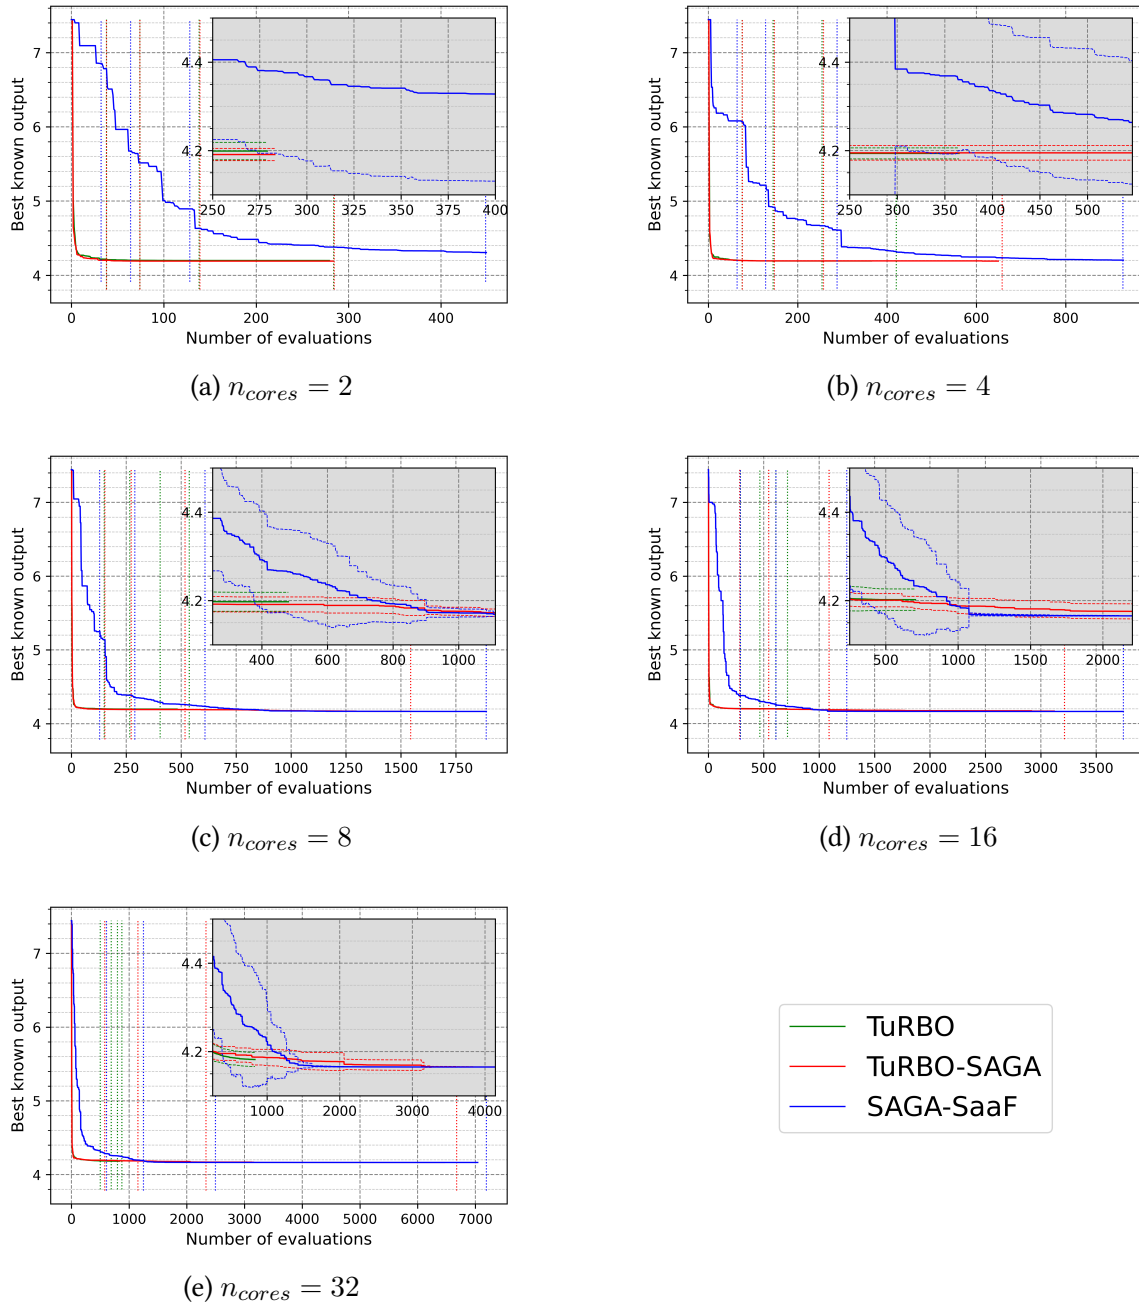 7
6
5
4
Best known output
4.4
4.2
250 275 300 325 350 375 400
0 100 200 300 400
Number of evaluations
(a) n_cores = 2
7
6
5
4
Best known output
4.4
4.2
250 300 350 400 450 500
0 200 400 600 800
Number of evaluations
(b) n_cores = 4
7
6
5
4
Best known output
4.4
4.2
400 600 800 1000
0 250 500 750 1000 1250 1500 1750
Number of evaluations
(c) n_cores = 8
7
6
5
4
Best known output
4.4
4.2
500 1000 1500 2000
0 500 1000 1500 2000 2500 3000 3500
Number of evaluations
(d) n_cores = 16
7
6
5
4
Best known output
4.4
4.2
1000 2000 3000 4000
0 1000 2000 3000 4000 5000 6000 7000
Number of evaluations
(e) n_cores = 32
TuRBO
TuRBO-SAGA
SAGA-SaaF